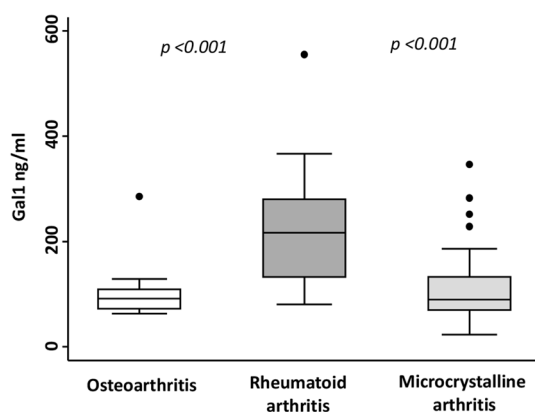 600
p <0.001
p <0.001
400
Gal1 ng/ml
200
0
Osteoarthritis
Rheumatoid
arthritis
Microcrystalline
arthritis